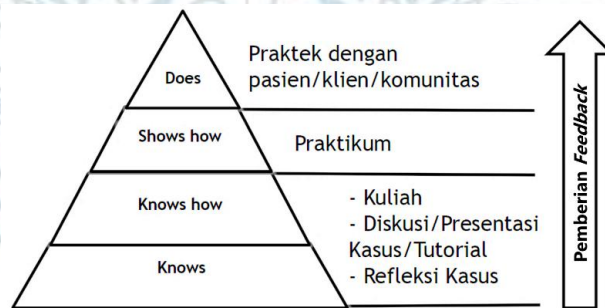 Does
Praktek dengan
pasien/klien/komunitas
Shows how
Praktikum
Knows how
Knows
- Kuliah
- Diskusi/Presentasi
Kasus/Tutorial
- Refleksi Kasus
Pemberian Feedback